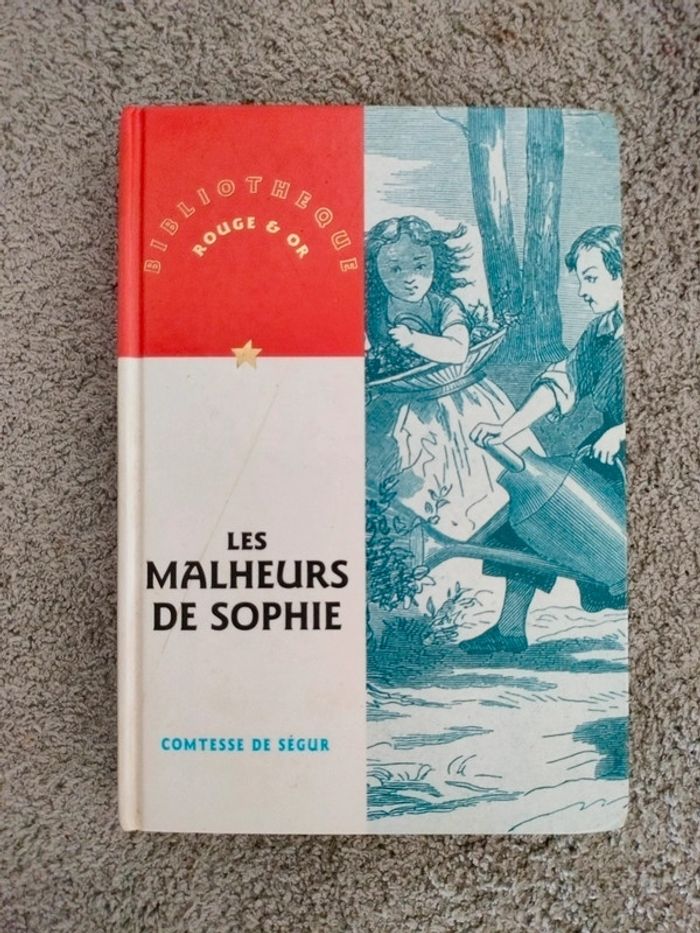 BIBLIOTHEQUE
ROUGE & OR
LES
MALHEURS
DE SOPHIE
COMTESSE DE SÉGUR